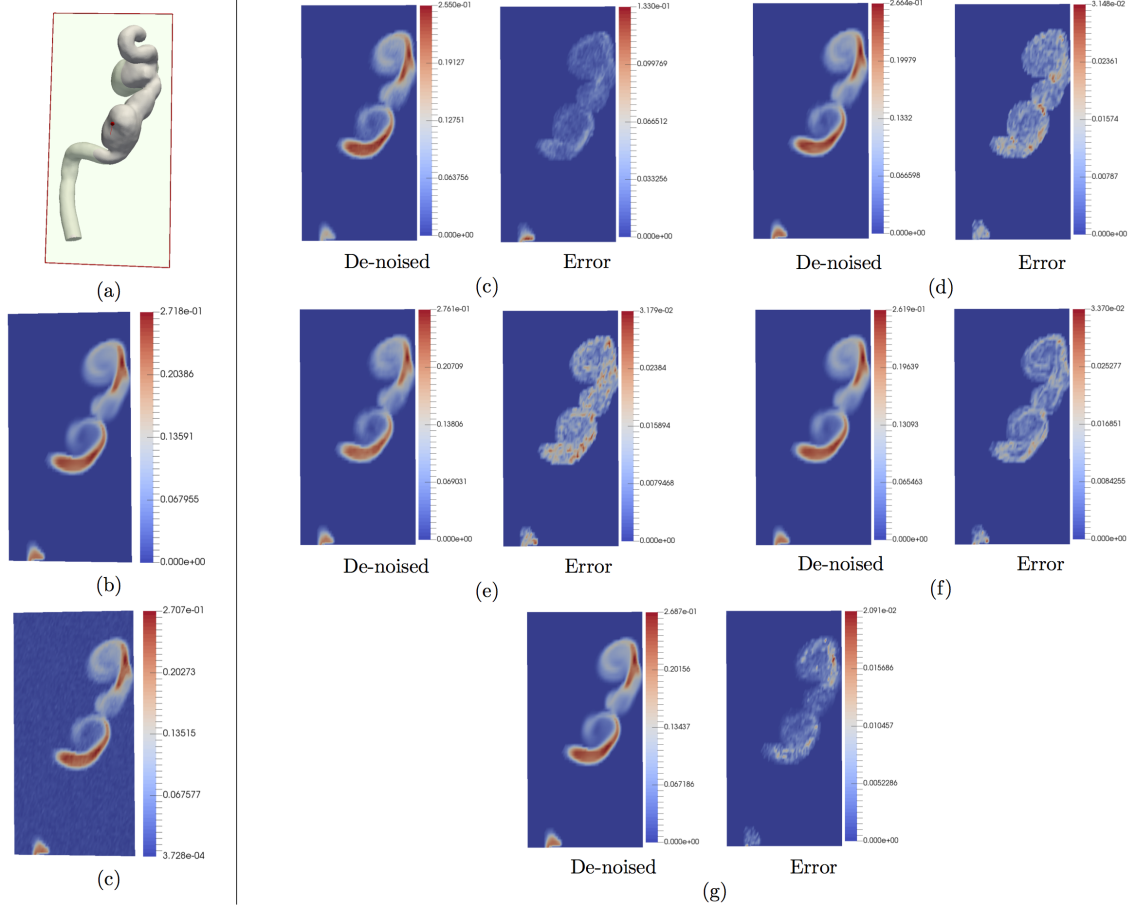 (a)
2.718e-01
0.20386
0.13591
0.067955
0.000e+00
(b)
2.707e-01
0.20273
0.13515
0.067577
3.728e-04
(c)
2.550e-01
0.19127
0.12751
0.063756
0.000e+00
1.330e-01
0.099769
0.066512
0.033256
0.000e+00
De-noised Error
(c)
2.664e-01
0.19979
0.1332
0.066598
0.000e+00
3.148e-02
0.02361
0.01574
0.00787
0.000e+00
De-noised Error
(d)
2.761e-01
0.20709
0.13806
0.069031
0.000e+00
3.179e-02
0.02384
0.015894
0.0079468
0.000e+00
De-noised Error
(e)
2.619e-01
0.19639
0.13093
0.065463
0.000e+00
3.370e-02
0.025277
0.016851
0.0084255
0.000e+00
De-noised Error
(f)
2.687e-01
0.20156
0.13437
0.067186
0.000e+00
2.091e-02
0.015686
0.010457
0.0052286
0.000e+00
De-noised Error
(g)